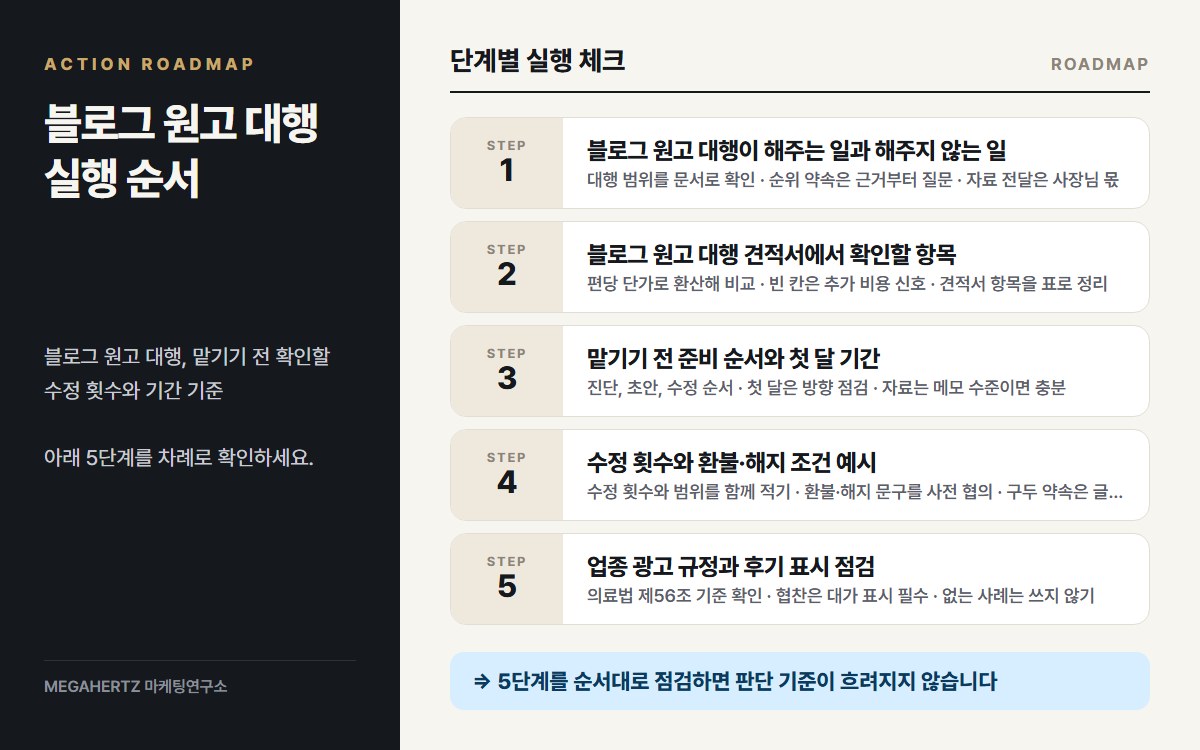 ACTION ROADMAP
블로그 원고 대행
실행 순서
블로그 원고 대행, 맡기기 전 확인할
수정 횟수와 기간 기준
아래 5단계를 차례로 확인하세요.
MEGAHERTZ 마케팅연구소
단계별 실행 체크
ROADMAP
STEP
1
블로그 원고 대행이 해주는 일과 해주지 않는 일
대행 범위를 문서로 확인 · 순위 약속은 근거부터 질문 · 자료 전달은 사장님 몫
STEP
2
블로그 원고 대행 견적서에서 확인할 항목
편당 단가로 환산해 비교 · 빈 칸은 추가 비용 신호 · 견적서 항목을 표로 정리
STEP
3
맡기기 전 준비 순서와 첫 달 기간
진단, 초안, 수정 순서 · 첫 달은 방향 점검 · 자료는 메모 수준이면 충분
STEP
4
수정 횟수와 환불·해지 조건 예시
수정 횟수와 범위를 함께 적기 · 환불·해지 문구를 사전 협의 · 구두 약속은 글...
STEP
5
업종 광고 규정과 후기 표시 점검
의료법 제56조 기준 확인 · 협찬은 대가 표시 필수 · 없는 사례는 쓰지 않기
→ 5단계를 순서대로 점검하면 판단 기준이 흐려지지 않습니다